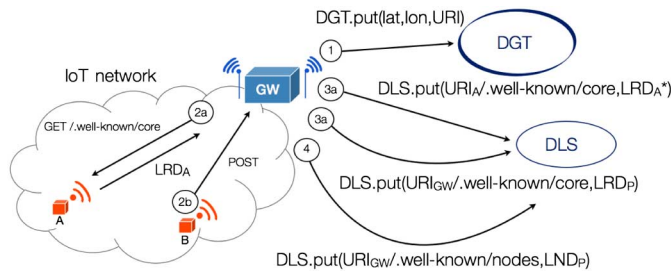 DGT.put(lat,lon,URI)
1
DGT
IoT network
GW
3a
DLS.put(URIA/.well-known/core,LRDA*)
2a
GET /.well-known/core
3a
4
DLS
LRDA
POST
DLS.put(URIGW/.well-known/core,LRDP)
2b
A
B
DLS.put(URIGW/.well-known/nodes,LNDP)